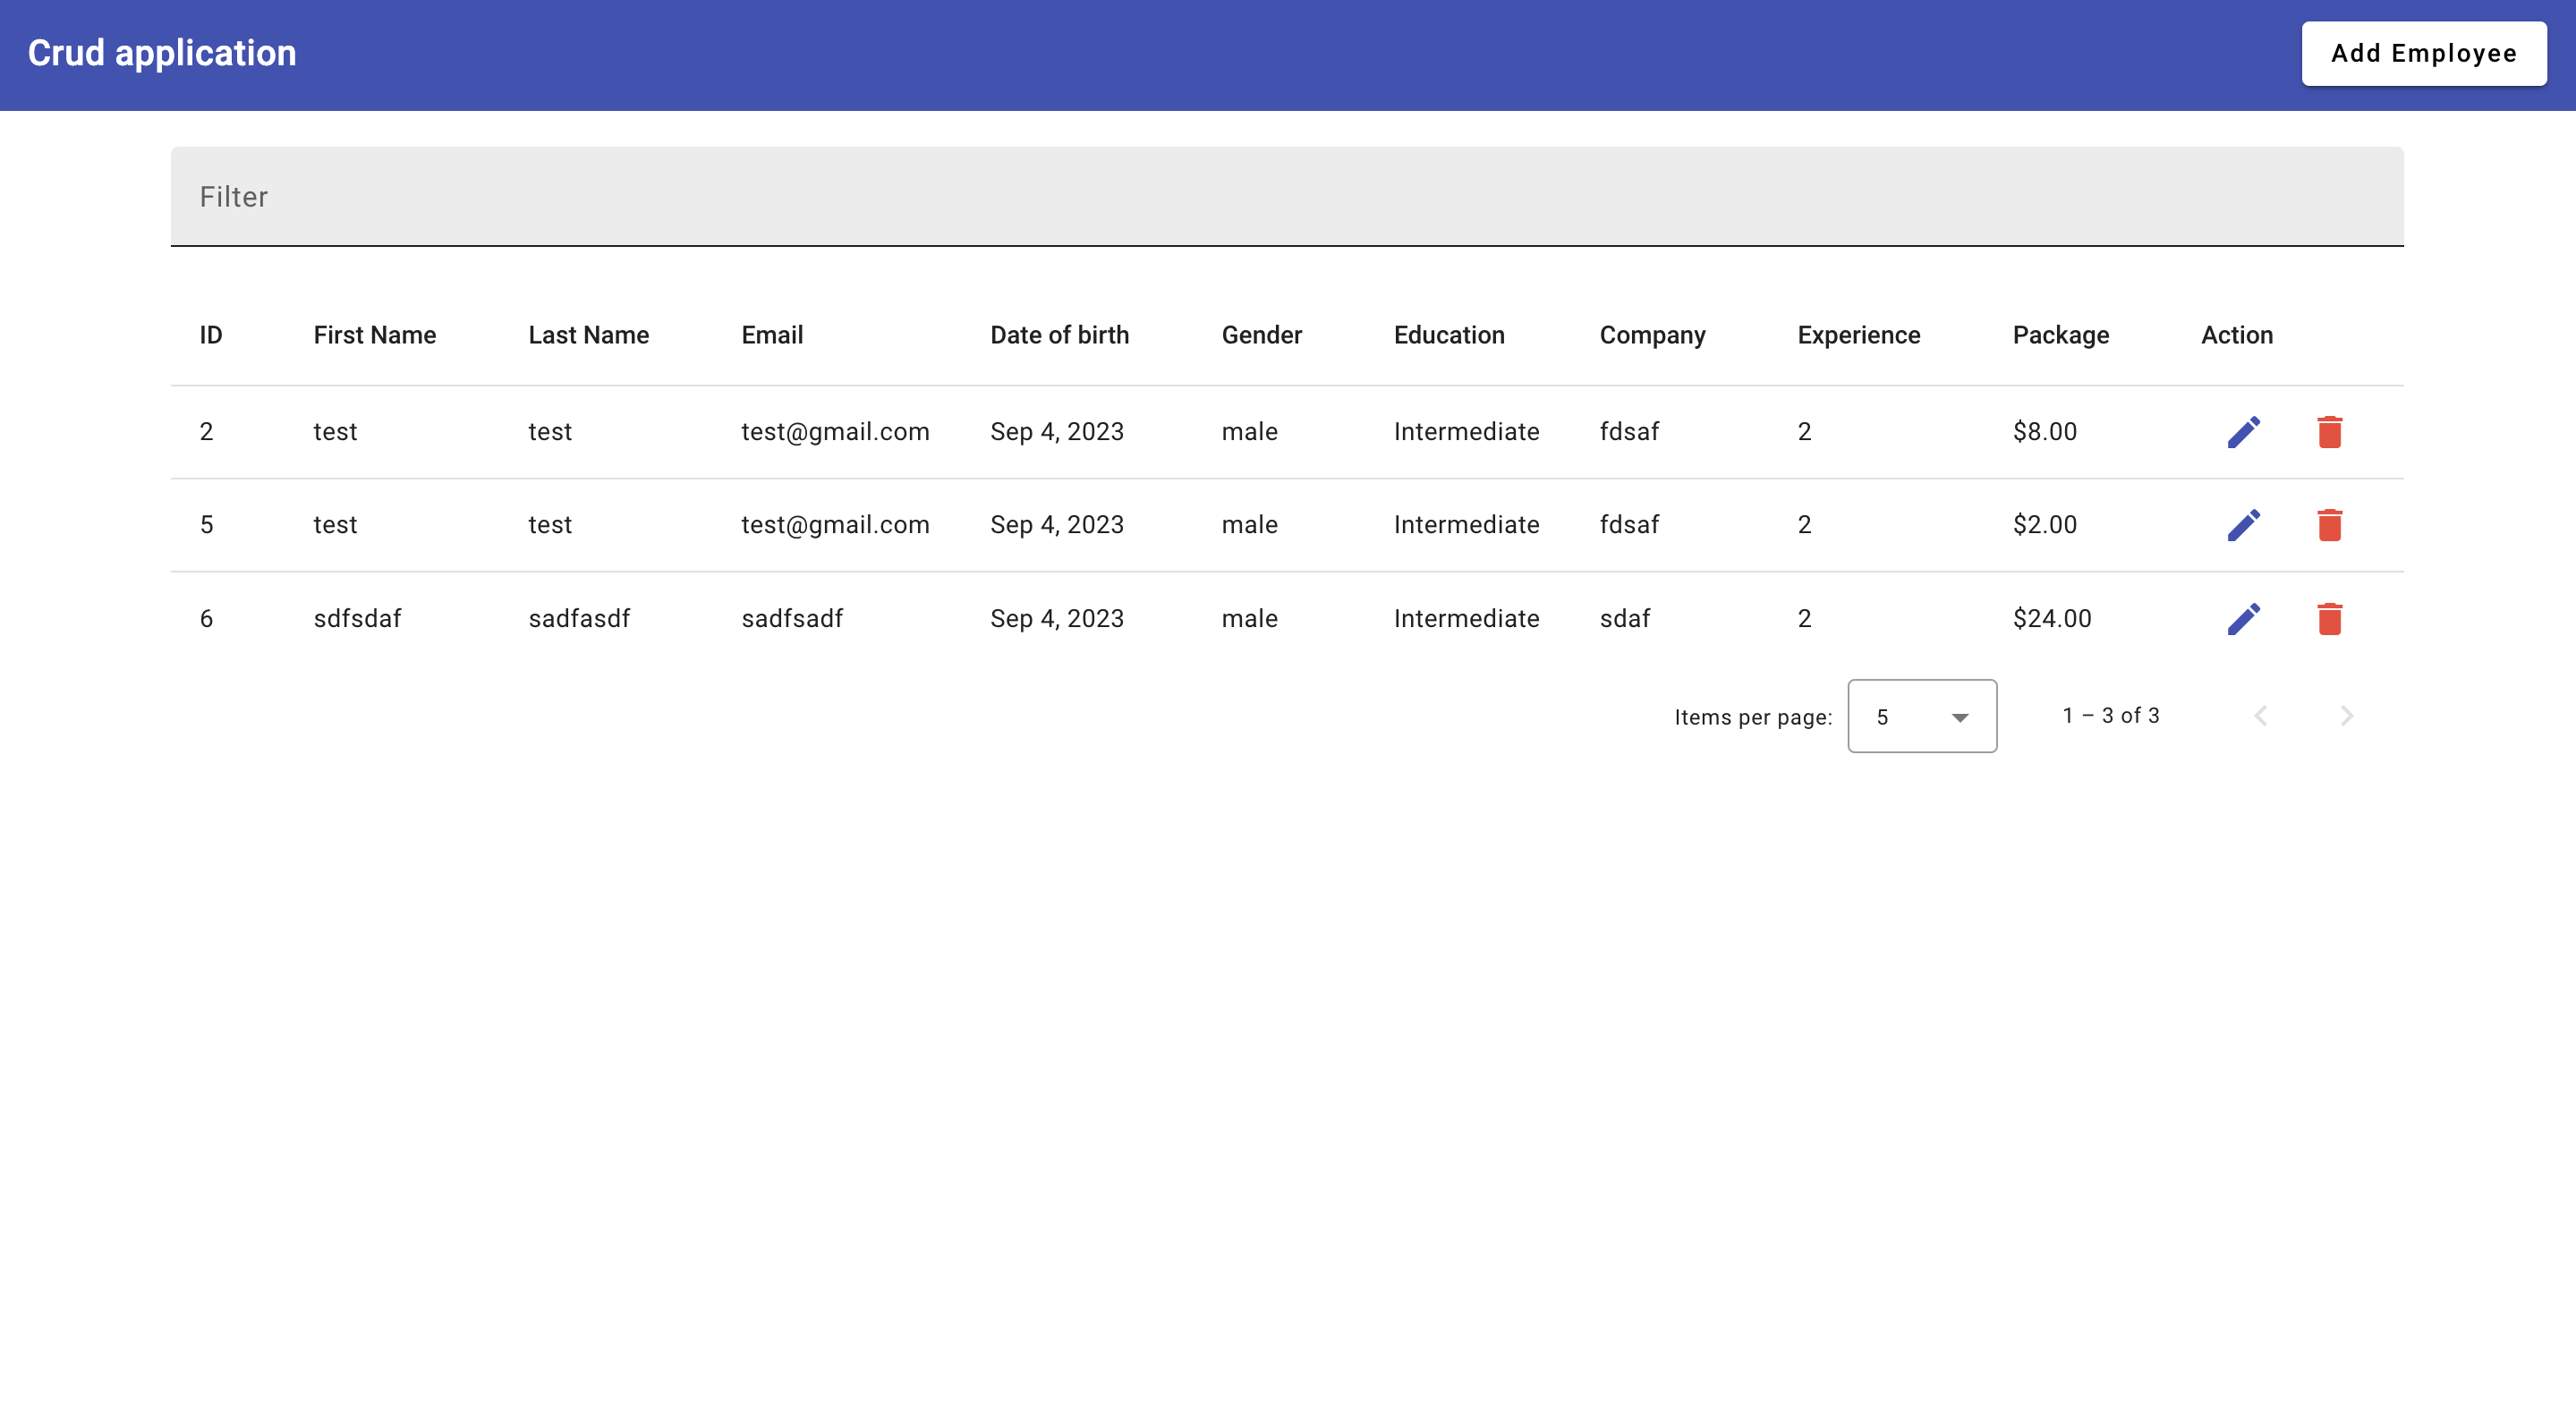 Crud application
Add Employee
Filter
ID First Name Last Name Email Date of birth Gender Education Company Experience Package Action
2 test test test@gmail.com Sep 4, 2023 male Intermediate fdsaf 2 $8.00
5 test test test@gmail.com Sep 4, 2023 male Intermediate fdsaf 2 $2.00
6 sdfsdaf sadfasdf sadfsadf Sep 4, 2023 male Intermediate sdaf 2 $24.00
Items per page: 5 1 – 3 of 3